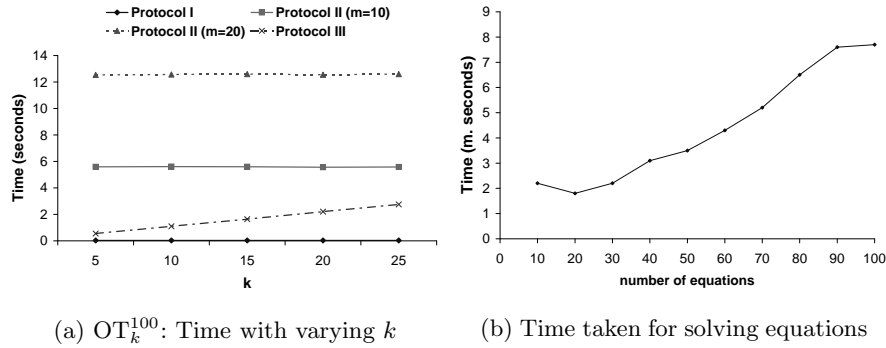 Protocol I
Protocol II (m=10)
Protocol II (m=20)
Protocol III
14
12
10
8
6
4
2
0
Time (seconds)
5 10 15 20 25
k
(a) OT_k^100: Time with varying k
9
8
7
6
5
4
3
2
1
0
Time (m. seconds)
0 10 20 30 40 50 60 70 80 90 100
number of equations
(b) Time taken for solving equations